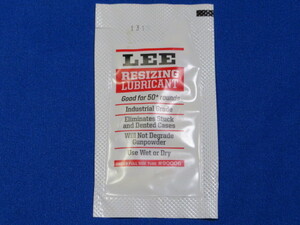 LEE
RESIZING
LUBRICANT
Good for 50+ rounds
Industrial Grade
Eliminates Stuck
and Dented Cases
Will Not Degrade
Gunpowder
Use Wet or Dry